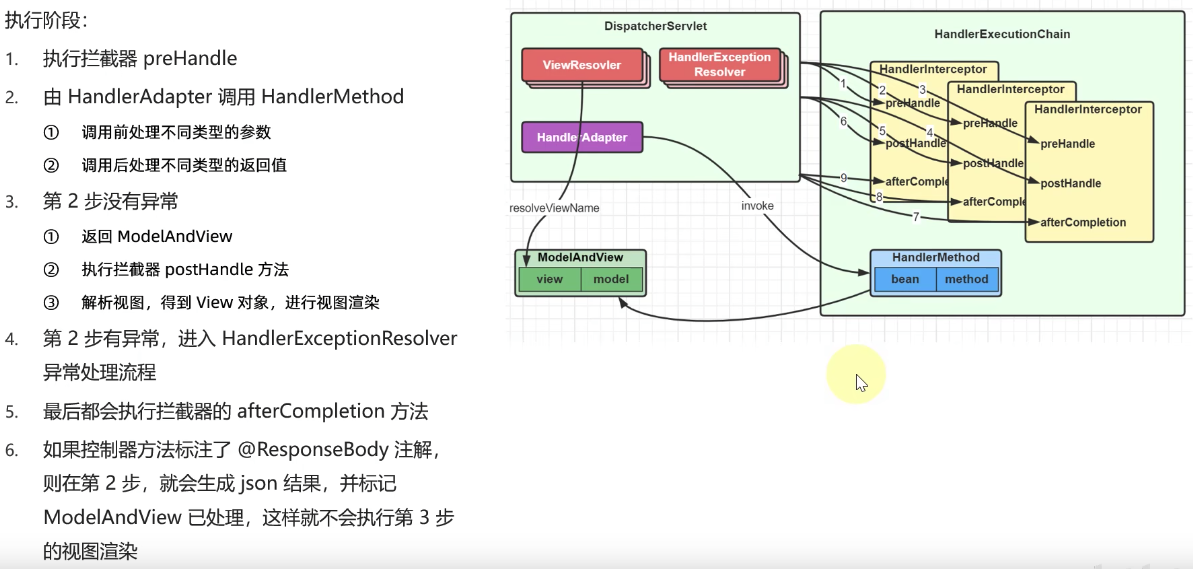 执行阶段：
1. 执行拦截器 preHandle
2. 由 HandlerAdapter 调用 HandlerMethod
① 调用前处理不同类型的参数
② 调用后处理不同类型的返回值
3. 第 2 步没有异常
① 返回 ModelAndView
② 执行拦截器 postHandle 方法
③ 解析视图，得到 View 对象，进行视图渲染
4. 第 2 步有异常，进入 HandlerExceptionResolver
异常处理流程
5. 最后都会执行拦截器的 afterCompletion 方法
6. 如果控制器方法标注了 @ResponseBody 注解，
则在第 2 步，就会生成 json 结果，并标记
ModelAndView 已处理，这样就不会执行第 3 步
的视图渲染
DispatcherServlet
ViewResovler
HandlerException
Resolver
HandlerAdapter
resolveViewName
invoke
ModelAndView
view model
HandlerExecutionChain
HandlerInterceptor
preHandle
postHandle
afterComple
HandlerInterceptor
preHandle
postHandle
afterComple
HandlerInterceptor
preHandle
postHandle
afterCompletion
1
2
3
6
5
4
9
8
7
HandlerMethod
bean method